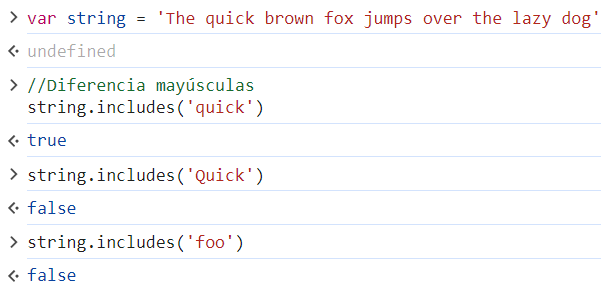 var string = 'The quick brown fox jumps over the lazy dog'
undefined
//Diferencia mayúsculas
string.includes('quick')
true
string.includes('Quick')
false
string.includes('foo')
false